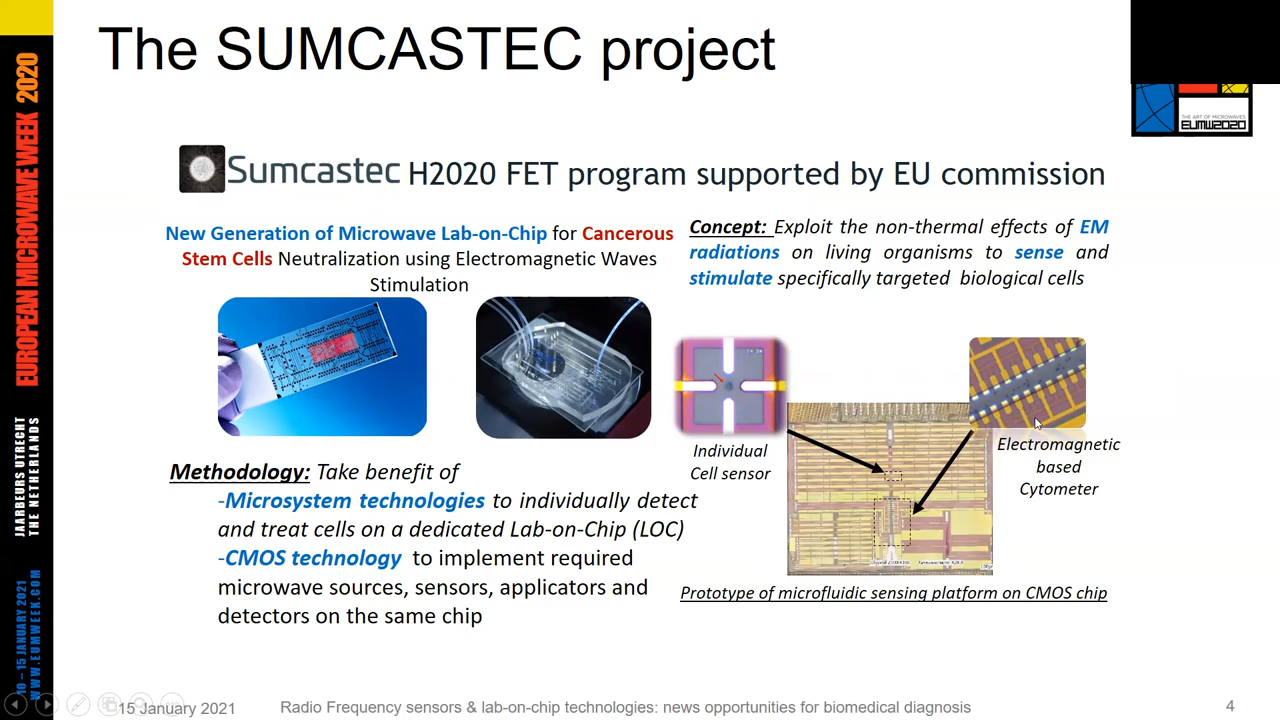 The SUMCASTEC project
EUROPEAN MICROWAVE WEEK 2020
JAARBEURS UTRECHT
THE NETHERLANDS
10 – 15 JANUARY 2021
WWW.EUMWEEK.COM
THE ART OF MICROWAVES
EUMW2020
Sumcastec H2020 FET program supported by EU commission
New Generation of Microwave Lab-on-Chip for Cancerous
Stem Cells Neutralization using Electromagnetic Waves
Stimulation
Concept: Exploit the non-thermal effects of EM
radiations on living organisms to sense and
stimulate specifically targeted biological cells
Individual
Cell sensor
Electromagnetic
based
Cytometer
Prototype of microfluidic sensing platform on CMOS chip
Methodology: Take benefit of
-Microsystem technologies to individually detect
and treat cells on a dedicated Lab-on-Chip (LOC)
-CMOS technology to implement required
microwave sources, sensors, applicators and
detectors on the same chip
15 January 2021
Radio Frequency sensors & lab-on-chip technologies: news opportunities for biomedical diagnosis
4